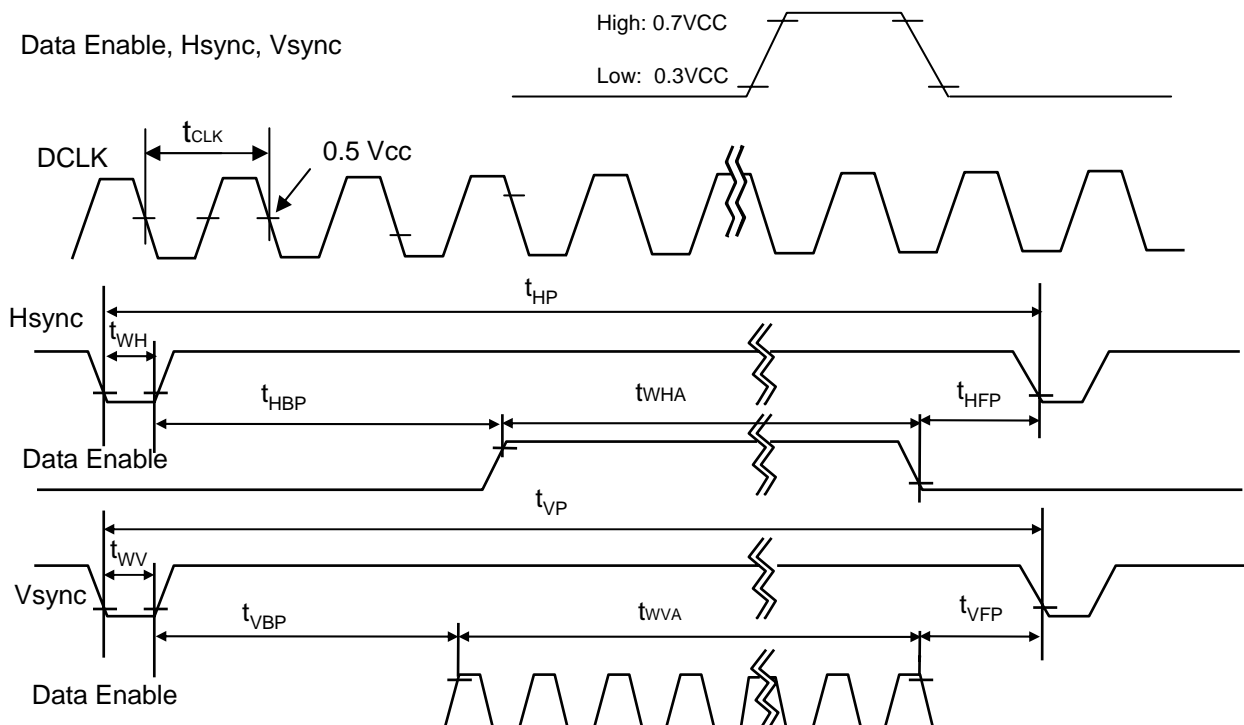 High: 0.7VCC
Data Enable, Hsync, Vsync
Low: 0.3VCC
tCLK
DCLK
0.5 Vcc
tHP
Hsync
tWH
tHBP
tWHA
tHFP
Data Enable
tVP
tWV
Vsync
tVBP
tWVA
tVFP
Data Enable